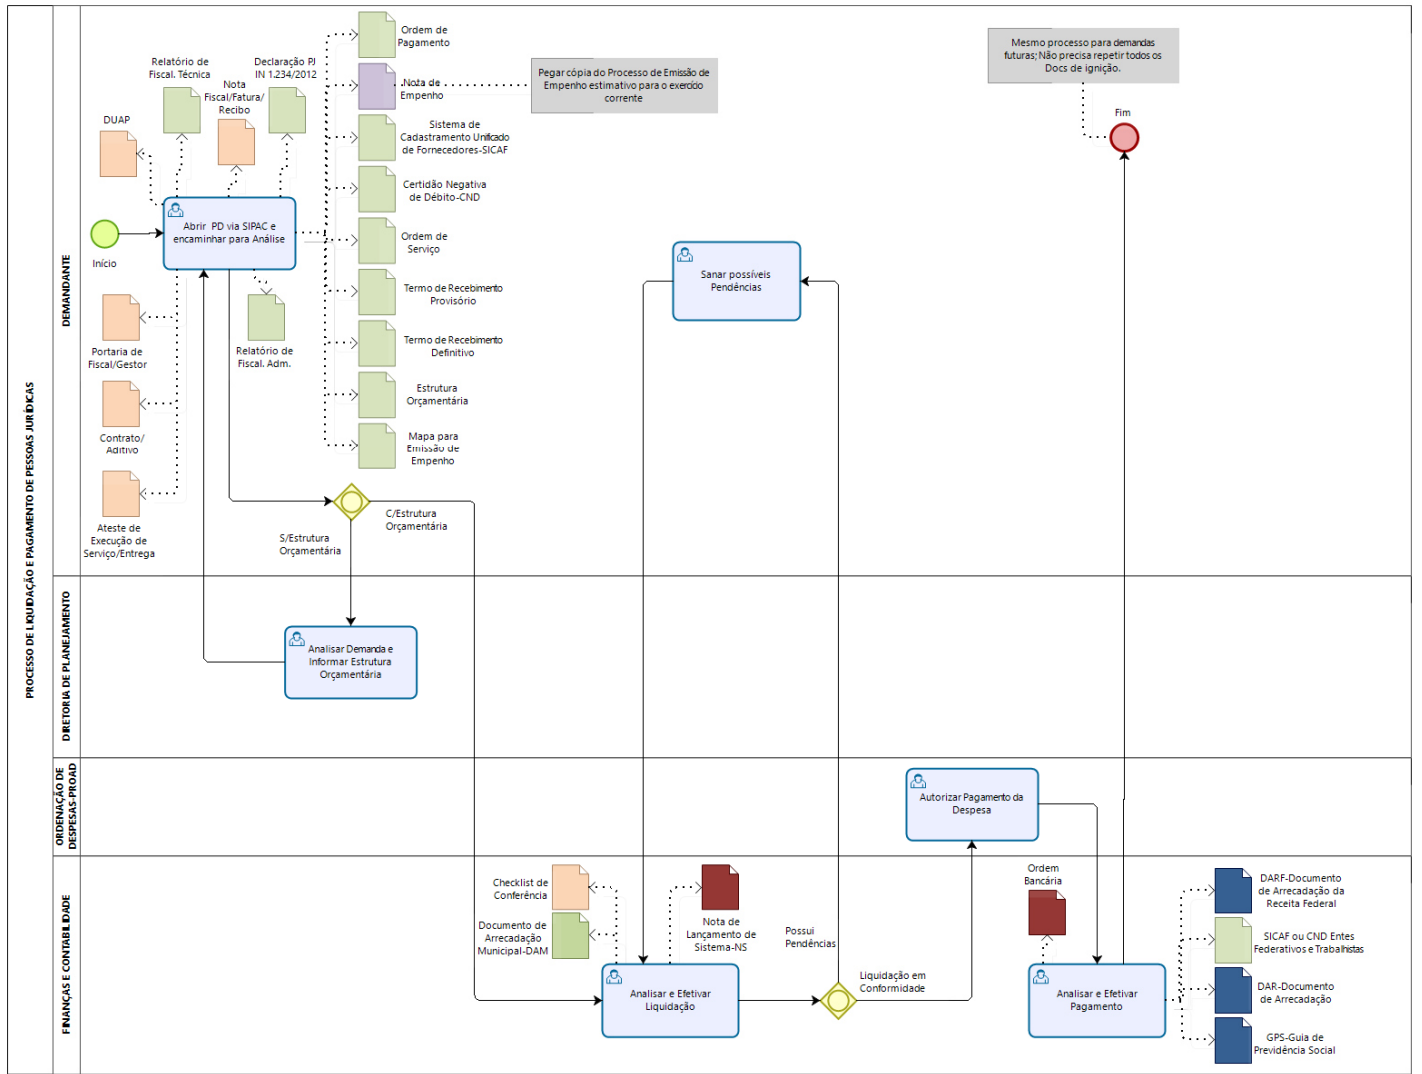 PROCESSO DE LIQUIDAÇÃO E PAGAMENTO DE PESSOAS JURÍDICAS
DEMANDANTE
Início
Abrir PD via SIPAC e
encaminhar para Análise
DUAP
Relatório de
Fiscal. Técnica
Nota
Fiscal/Fatura/
Recibo
Declaração PJ
IN 1.234/2012
Portaria de
Fiscal/Gestor
Contrato/
Aditivo
Ateste de
Execução de
Serviço/Entrega
Relatório de
Fiscal. Adm.
Ordem de
Pagamento
Nota de
Empenho
Pegar cópia do Processo de Emissão de
Empenho estimativo para o exercício
corrente
Sistema de
Cadastramento Unificado
de Fornecedores-SICAF
Certidão Negativa
de Débito-CND
Ordem de
Serviço
Termo de Recebimento
Provisório
Termo de Recebimento
Definitivo
Estrutura
Orçamentária
Mapa para
Emissão de
Empenho
C/Estrutura
Orçamentária
S/Estrutura
Orçamentária
Sanar possíveis
Pendências
Mesmo processo para demandas
futuras; Não precisa repetir todos os
Docs de ignição.
Fim
DIRETORIA DE PLANEJAMENTO
Analisar Demanda e
Informar Estrutura
Orçamentária
ORDENAÇÃO DE
DESPESAS-PROAD
Autorizar Pagamento da
Despesa
FINANÇAS E CONTABILIDADE
Checklist de
Conferência
Documento de
Arrecadação
Municipal-DAM
Nota de
Lançamento de
Sistema-NS
Analisar e Efetivar
Liquidação
Possui
Pendências
Liquidação em
Conformidade
Ordem
Bancária
Analisar e Efetivar
Pagamento
DARF-Documento
de Arrecadação da
Receita Federal
SICAF ou CND Entes
Federativos e Trabalhistas
DAR-Documento
de Arrecadação
GPS-Guia de
Previdência Social